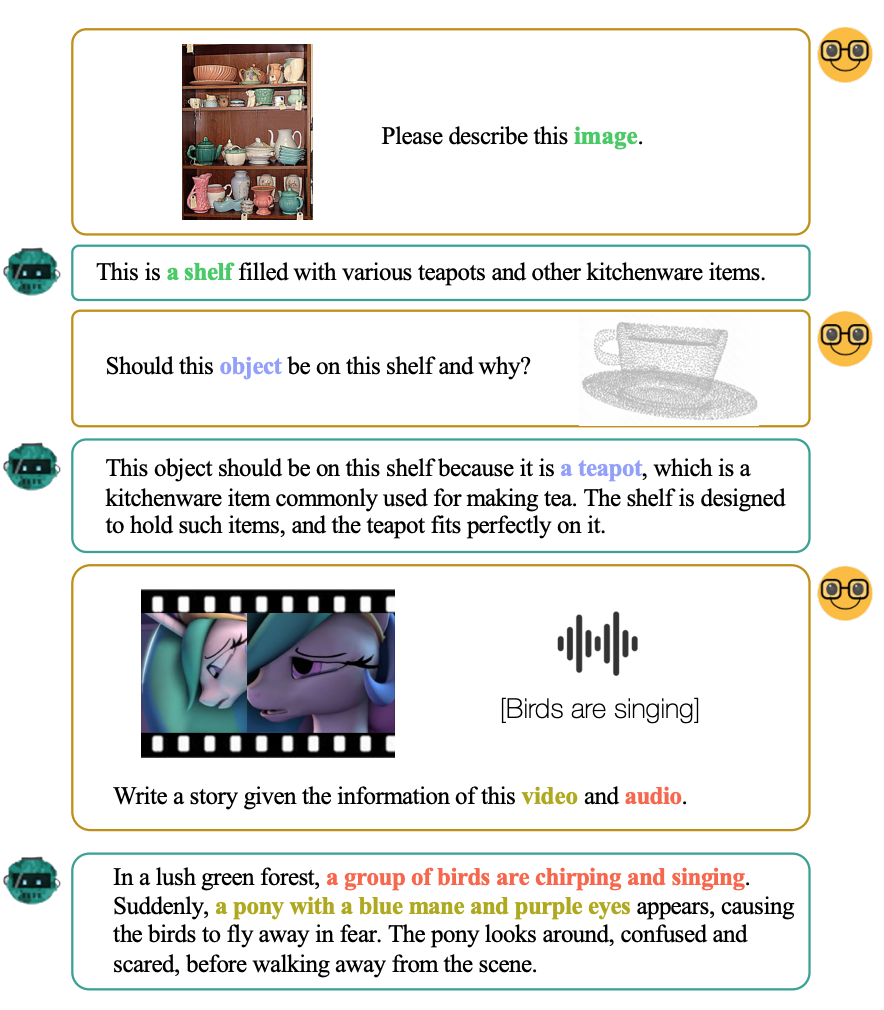 Please describe this image.
This is a shelf filled with various teapots and other kitchenware items.
Should this object be on this shelf and why?
This object should be on this shelf because it is a teapot, which is a
kitchenware item commonly used for making tea. The shelf is designed
to hold such items, and the teapot fits perfectly on it.
[Birds are singing]
Write a story given the information of this video and audio.
In a lush green forest, a group of birds are chirping and singing.
Suddenly, a pony with a blue mane and purple eyes appears, causing
the birds to fly away in fear. The pony looks around, confused and
scared, before walking away from the scene.